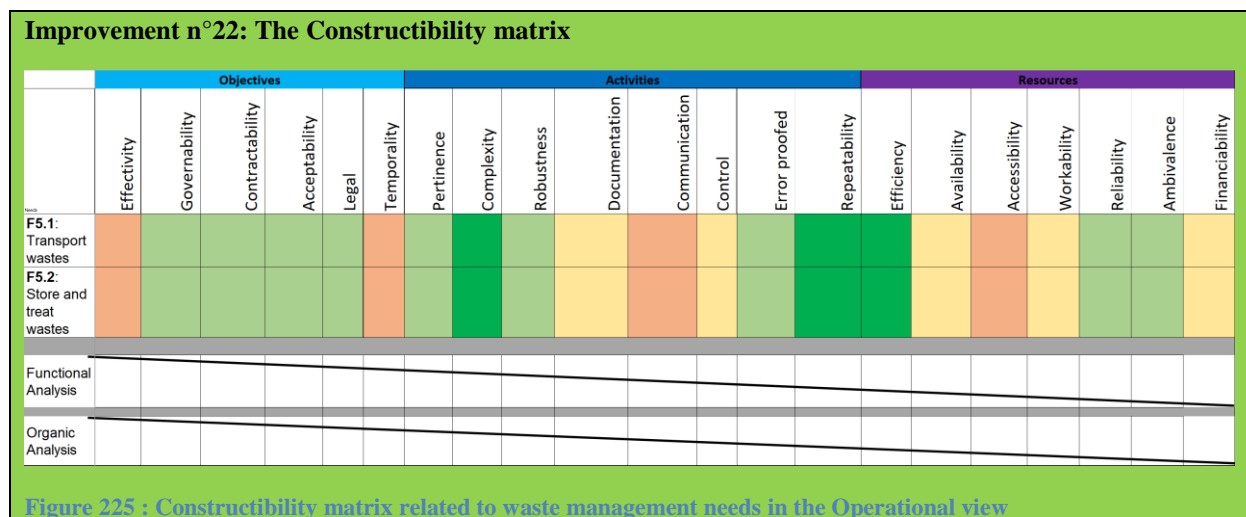 Improvement n°22: The Constructibility matrix
Objectives Activities Resources
Needs Effectivity Governability Contractability Acceptability Legal Temporality Pertinence Complexity Robustness Documentation Communication Control Error proofed Repeatability Efficiency Availability Accessibility Workability Reliability Ambivalence Financiability
F5.1:
Transport
wastes
F5.2:
Store and
treat
wastes
Functional
Analysis
Organic
Analysis
Figure 225 : Constructibility matrix related to waste management needs in the Operational view